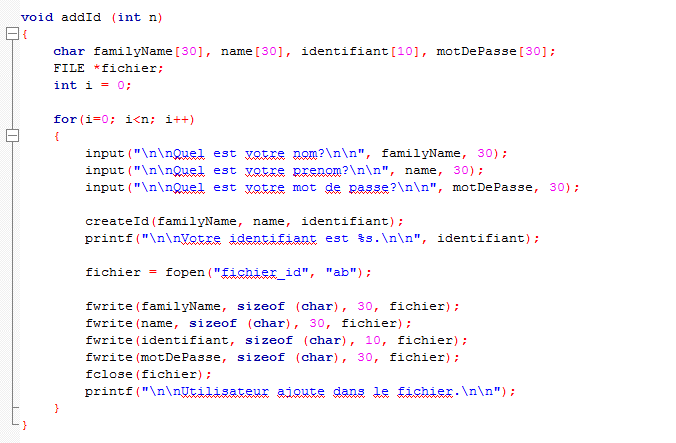 void addId (int n)
{
    char familyName[30], name[30], identifiant[10], motDePasse[30];
    FILE *fichier;
    int i = 0;

    for(i=0; i<n; i++)
    {
        input("\n\nQuel est votre nom?\n\n", familyName, 30);
        input("\n\nQuel est votre prenom?\n\n", name, 30);
        input("\n\nQuel est votre mot de passe?\n\n", motDePasse, 30);

        createId(familyName, name, identifiant);
        printf("\n\nVotre identifiant est %s.\n\n", identifiant);

        fichier = fopen("fichier_id", "ab");

        fwrite(familyName, sizeof (char), 30, fichier);
        fwrite(name, sizeof (char), 30, fichier);
        fwrite(identifiant, sizeof (char), 10, fichier);
        fwrite(motDePasse, sizeof (char), 30, fichier);
        fclose(fichier);
        printf("\n\nUtilisateur ajoute dans le fichier.\n\n");
    }
}